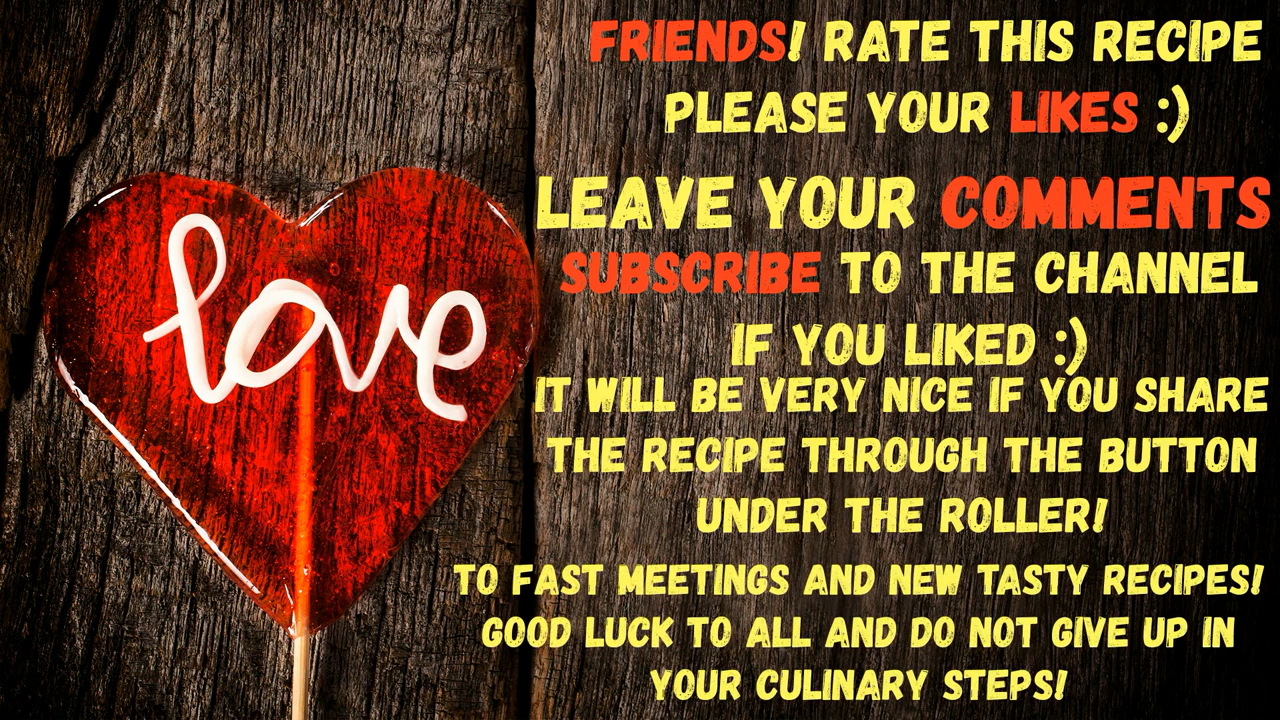 love
FRIENDS! RATE THIS RECIPE
PLEASE YOUR LIKES :)
LEAVE YOUR COMMENTS
SUBSCRIBE TO THE CHANNEL
IF YOU LIKED :)
IT WILL BE VERY NICE IF YOU SHARE
THE RECIPE THROUGH THE BUTTON
UNDER THE ROLLER!
TO FAST MEETINGS AND NEW TASTY RECIPES!
GOOD LUCK TO ALL AND DO NOT GIVE UP IN
YOUR CULINARY STEPS!